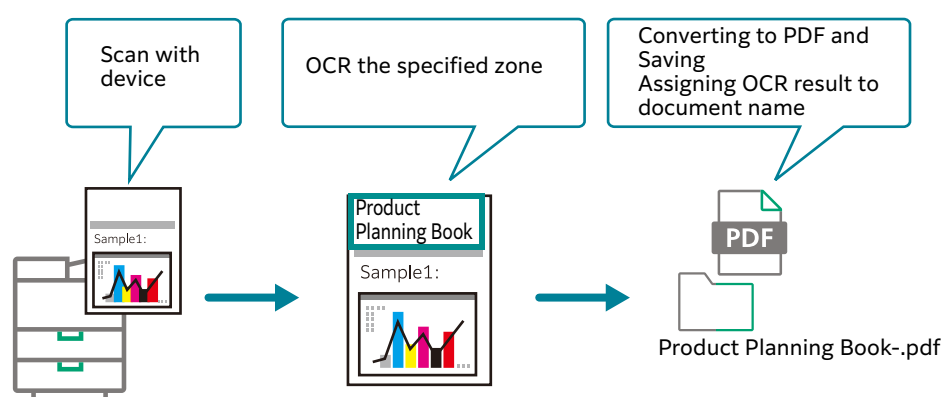 Scan with
device
OCR the specified zone
Converting to PDF and
Saving
Assigning OCR result to
document name
Sample1:
Product
Planning Book
Sample1:
PDF
Product Planning Book-.pdf